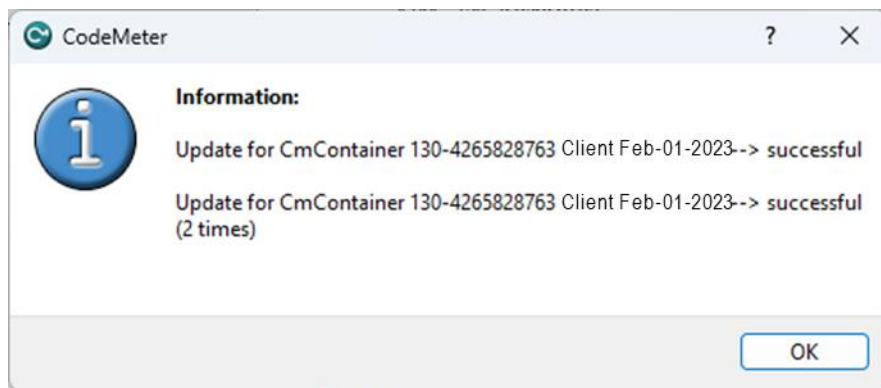 CodeMeter
Information:
Update for CmContainer 130-4265828763 Client Feb-01-2023--> successful
Update for CmContainer 130-4265828763 Client Feb-01-2023--> successful
(2 times)
OK